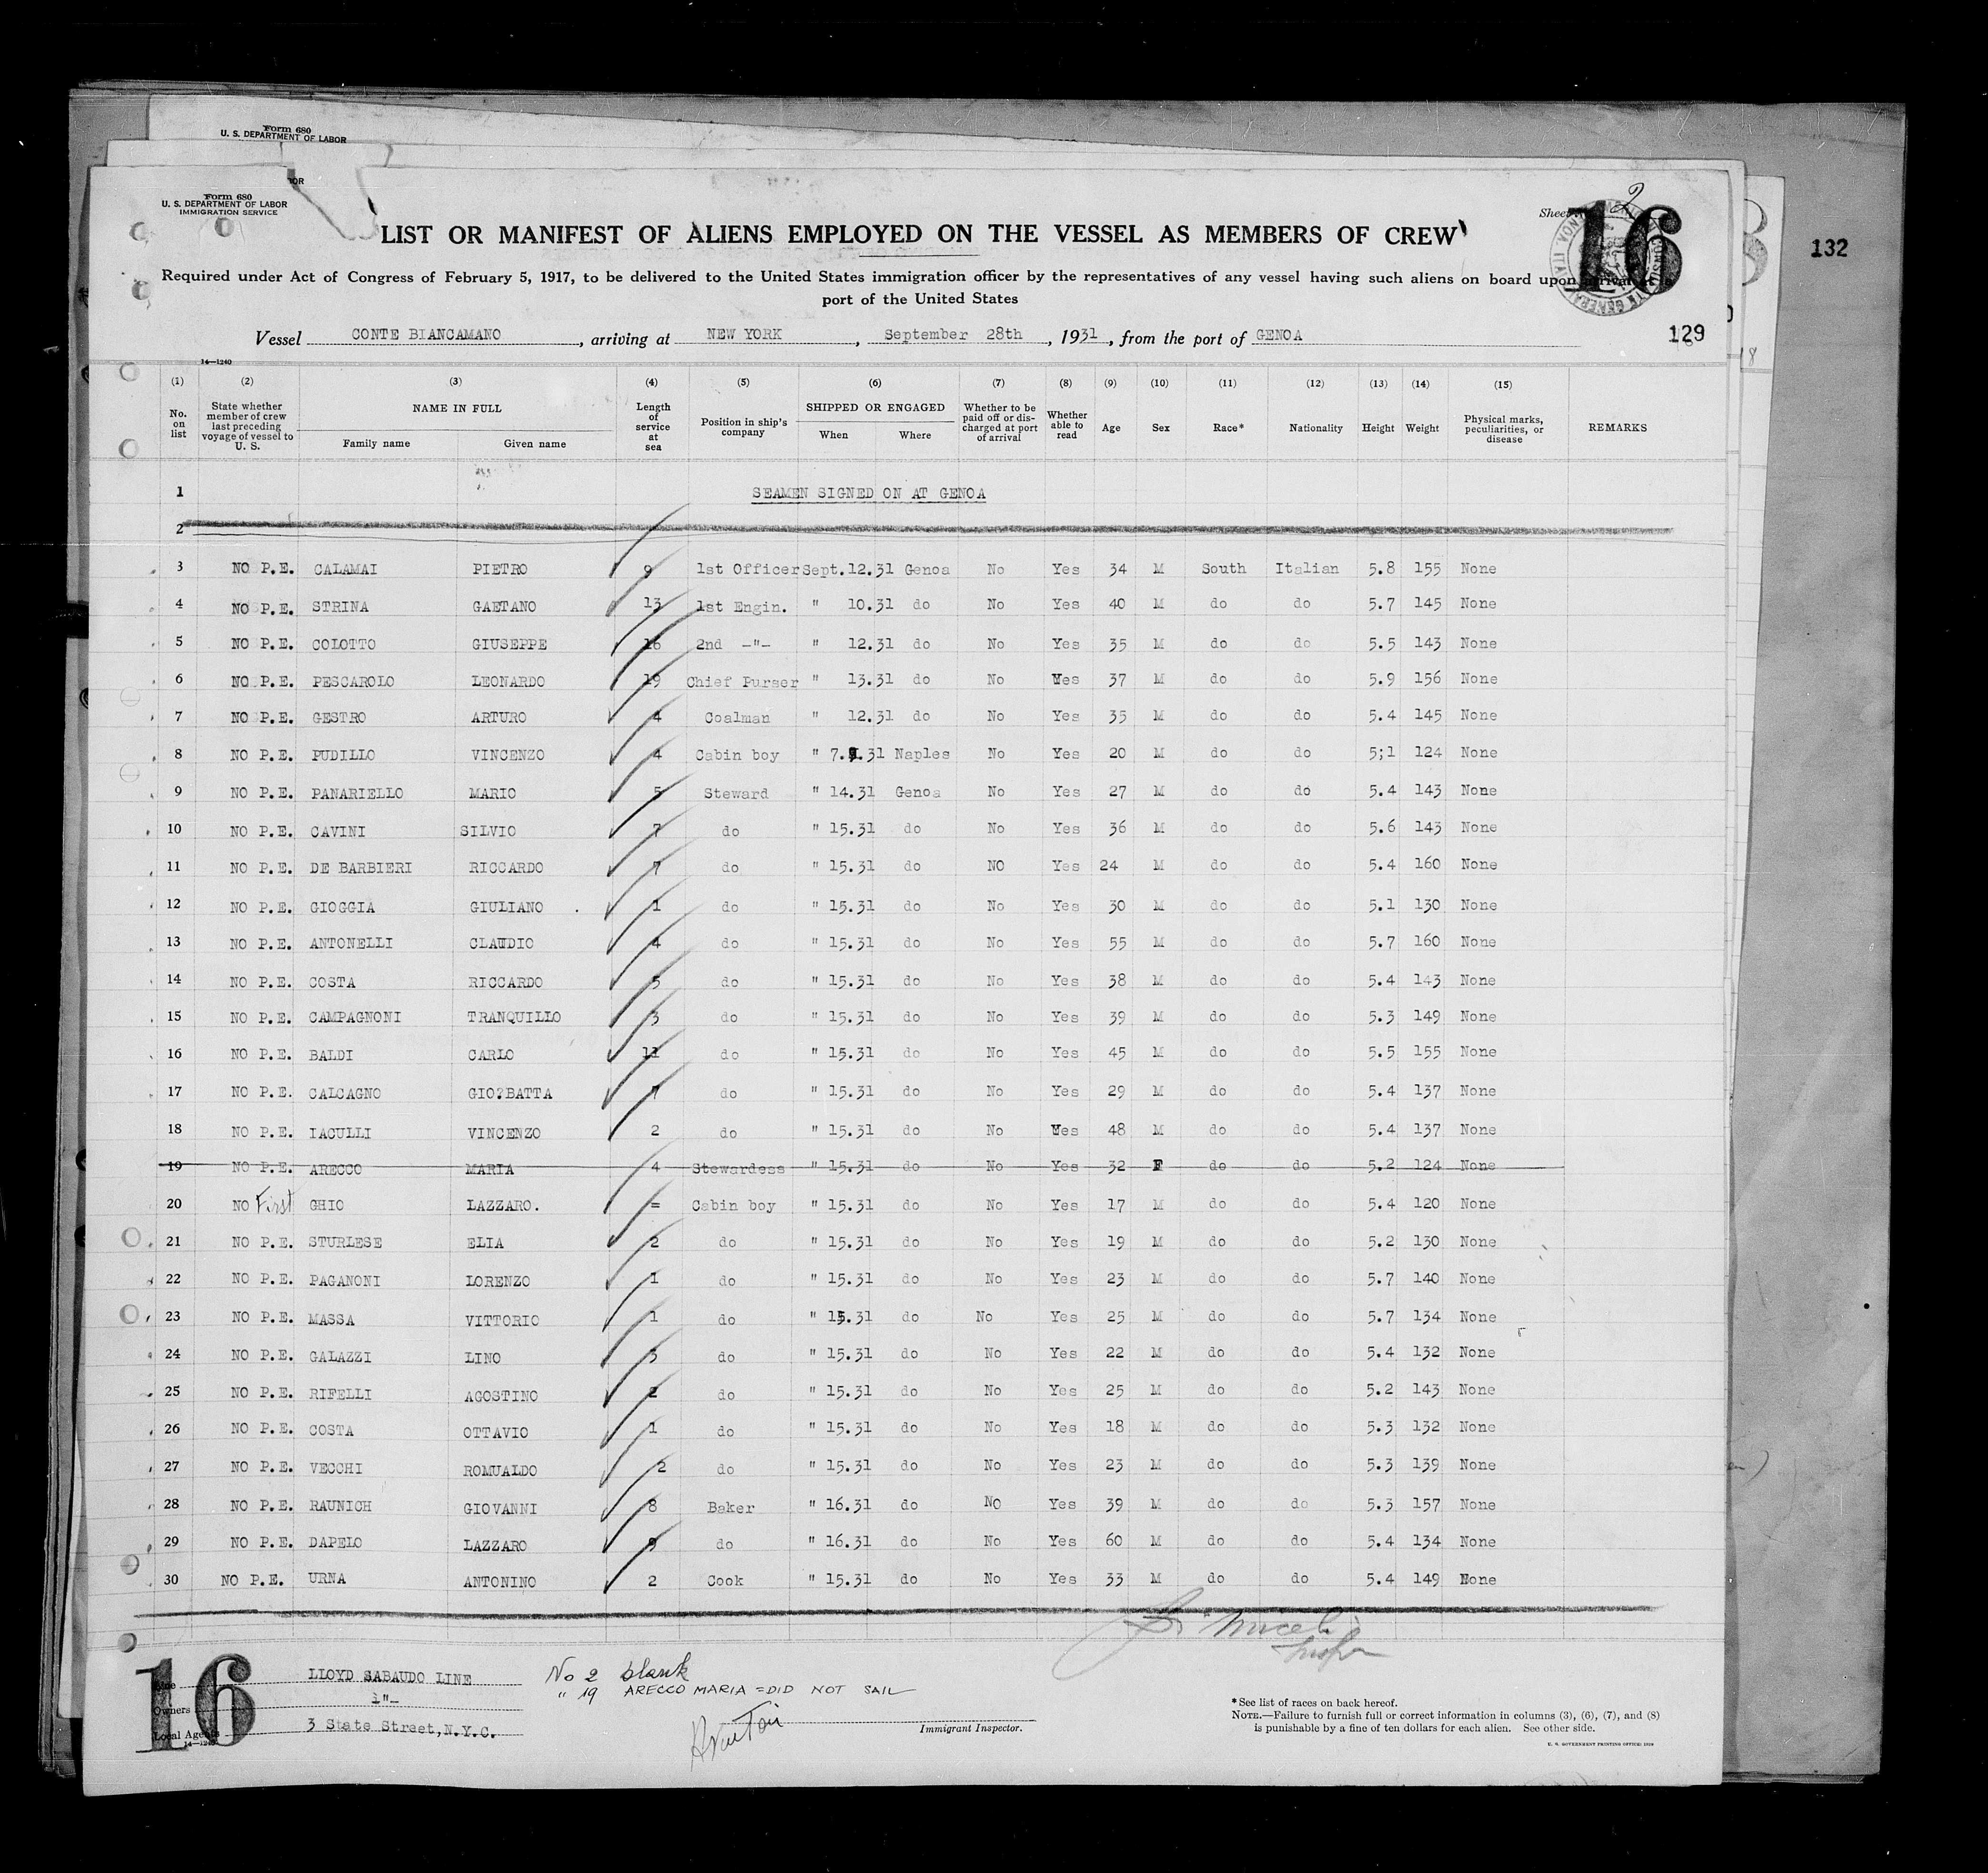 Form 680
U. S. DEPARTMENT OF LABOR
OR
Form 680
U. S. DEPARTMENT OF LABOR
IMMIGRATION SERVICE
2
Sheet
16
LIST OR MANIFEST OF ALIENS EMPLOYED ON THE VESSEL AS MEMBERS OF CREW
132
Required under Act of Congress of February 5, 1917, to be delivered to the United States immigration officer by the representatives of any vessel having such aliens on board upon arrival at a
port of the United States
Vessel CONTE BIANCAMANO, arriving at NEW YORK, September 28th, 1931, from the port of GENOA
129
14—1240
(1) (2) (3) (4) (5) (6) (7) (8) (9) (10) (11) (12) (13) (14) (15)
No. on list State whether member of crew last preceding voyage of vessel to U. S. NAME IN FULL Family name Given name Length of service at sea Position in ship's company SHIPPED OR ENGAGED When Where Whether to be paid off or discharged at port of arrival Whether able to read Age Sex Race* Nationality Height Weight Physical marks, peculiarities, or disease REMARKS
1 SEAMEN SIGNED ON AT GENOA
2
3 NO P.E. CALAMAI PIETRO 9 1st Officer Sept.12.31 Genoa No Yes 34 M South Italian 5.8 155 None
4 NO P.E. STRINA GAETANO 13 1st Engin. " 10.31 do No Yes 40 M do do 5.7 145 None
5 NO P.E. COLOTTO GIUSEPPE 16 2nd -"- " 12.31 do No Yes 35 M do do 5.5 143 None
6 NO P.E. PESCAROLO LEONARDO 19 Chief Purser " 13.31 do No Yes 37 M do do 5.9 156 None
7 NO P.E. GESTRO ARTURO 4 Coalman " 12.31 do No Yes 35 M do do 5.4 145 None
8 NO P.E. PUDILLO VINCENZO 4 Cabin boy " 7.9.31 Naples No Yes 20 M do do 5;1 124 None
9 NO P.E. PANARIELLO MARIO 5 Steward " 14.31 Genoa No Yes 27 M do do 5.4 143 None
10 NO P.E. CAVINI SILVIO 7 do " 15.31 do No Yes 36 M do do 5.6 143 None
11 NO P.E. DE BARBIERI RICCARDO 7 do " 15.31 do NO Yes 24 M do do 5.4 160 None
12 NO P.E. GIOGGIA GIULIANO . 1 do " 15.31 do No Yes 30 M do do 5.1 130 None
13 NO P.E. ANTONELLI CLAUDIO 4 do " 15.31 do No Yes 55 M do do 5.7 160 None
14 NO P.E. COSTA RICCARDO 5 do " 15.31 do No Yes 38 M do do 5.4 143 None
15 NO P.E. CAMPAGNONI TRANQUILLO 3 do " 15.31 do No Yes 39 M do do 5.3 149 None
16 NO P.E. BALDI CARLO 11 do " 15.31 do No Yes 45 M do do 5.5 155 None
17 NO P.E. CALCAGNO GIO?BATTA 7 do " 15.31 do No Yes 29 M do do 5.4 137 None
18 NO P.E. IACULLI VINCENZO 2 do " 15.31 do No Yes 48 M do do 5.4 137 None
19 NO P.E. ARECCO MARIA 4 Stewardess " 15.31 do No Yes 32 F do do 5.2 124 None
20 NO First GHIO LAZZARO. = Cabin boy " 15.31 do No Yes 17 M do do 5.4 120 None
21 NO P.E. STURLESE ELIA 2 do " 15.31 do No Yes 19 M do do 5.2 130 None
22 NO P.E. PAGANONI LORENZO 1 do " 15.31 do No Yes 23 M do do 5.7 140 None
23 NO P.E. MASSA VITTORIO 1 do " 15.31 do No Yes 25 M do do 5.7 134 None
24 NO P.E. GALAZZI LINO 3 do " 15.31 do No Yes 22 M do do 5.4 132 None
25 NO P.E. RIFELLI AGOSTINO 2 do " 15.31 do No Yes 25 M do do 5.2 143 None
26 NO P.E. COSTA OTTAVIO 1 do " 15.31 do No Yes 18 M do do 5.3 132 None
27 NO P.E. VECCHI ROMUALDO 2 do " 15.31 do No Yes 23 M do do 5.3 139 None
28 NO P.E. RAUNICH GIOVANNI 8 Baker " 16.31 do NO Yes 39 M do do 5.3 157 None
29 NO P.E. DAPELO LAZZARO 9 do " 16.31 do No Yes 60 M do do 5.4 134 None
30 NO P.E. URNA ANTONINO 2 Cook " 15.31 do No Yes 33 M do do 5.4 149 None
16
Line LLOYD SABAUDO LINE
Owners -"-
Local Agents 3 State Street,N.Y.C.
14—1240
No 2 blank
" 19 ARECCO MARIA = DID NOT SAIL
Immigrant Inspector.
*See list of races on back hereof.
NOTE.—Failure to furnish full or correct information in columns (3), (6), (7), and (8)
is punishable by a fine of ten dollars for each alien. See other side.
U. S. GOVERNMENT PRINTING OFFICE: 1928